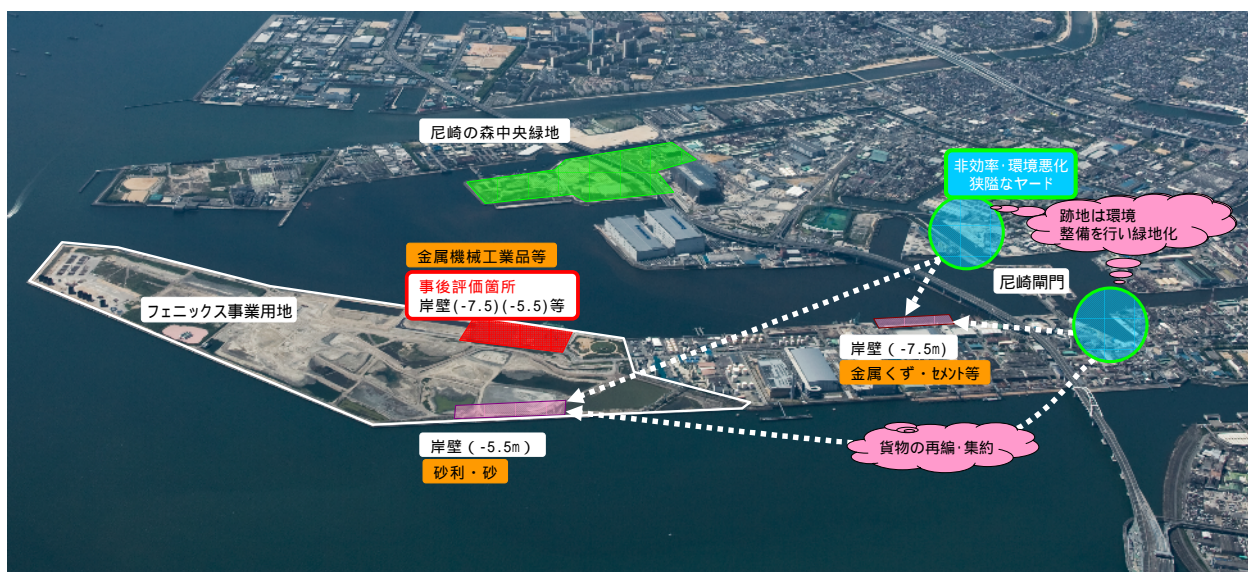 尼崎の森中央緑地
非効率・環境悪化
狭隘なヤード
跡地は環境
整備を行い緑地化
金属機械工業品等
事後評価箇所
岸壁(-7.5)(-5.5)等
フェニックス事業用地
尼崎閘門
岸壁（-7.5m)
金属くず・ｾﾒﾝﾄ等
岸壁（-5.5m）
砂利・砂
貨物の再編・集約